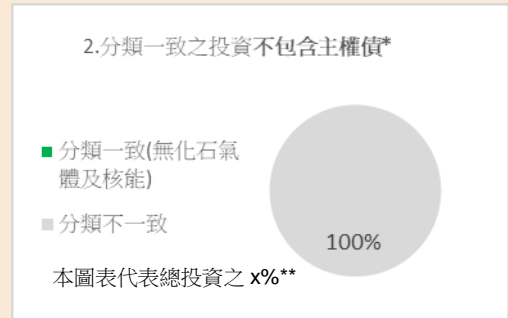 2.分類一致之投資不包含主權債*
分類一致(無化石氣
體及核能)
分類不一致
100%
本圖表代表總投資之 x%**